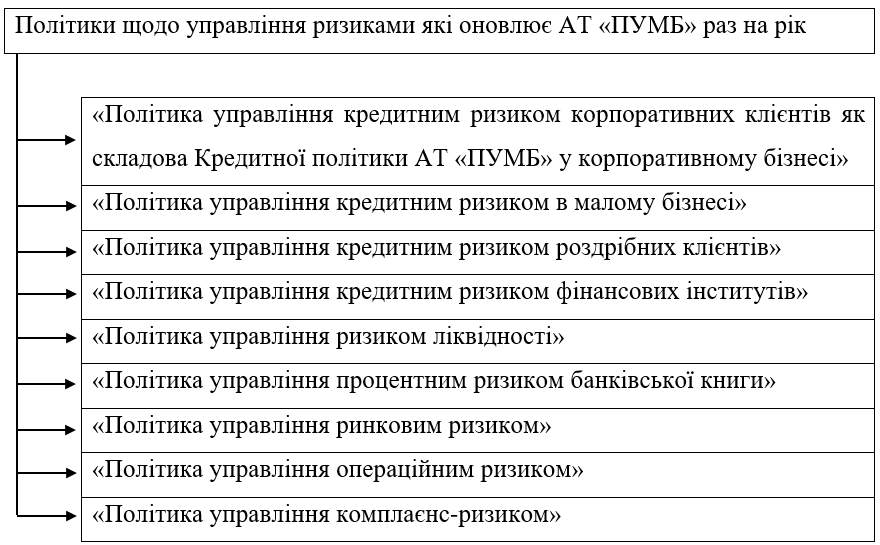 Політики щодо управління ризиками які оновлює АТ «ПУМБ» раз на рік
«Політика управління кредитним ризиком корпоративних клієнтів як
складова Кредитної політики АТ «ПУМБ» у корпоративному бізнесі»
«Політика управління кредитним ризиком в малому бізнесі»
«Політика управління кредитним ризиком роздрібних клієнтів»
«Політика управління кредитним ризиком фінансових інститутів»
«Політика управління ризиком ліквідності»
«Політика управління процентним ризиком банківської книги»
«Політика управління ринковим ризиком»
«Політика управління операційним ризиком»
«Політика управління комплаєнс-ризиком»